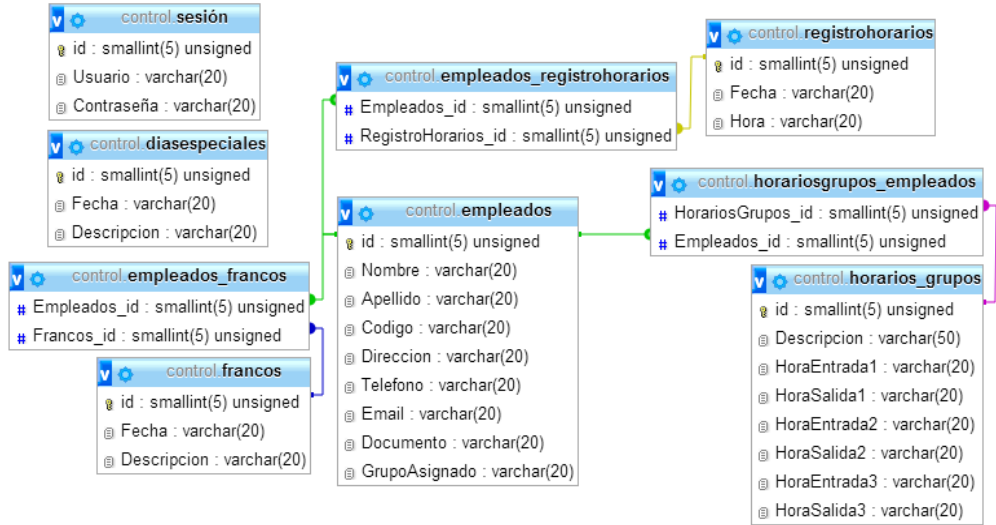 control.sesión
id : smallint(5) unsigned
Usuario : varchar(20)
Contraseña : varchar(20)
control.diasespeciales
id : smallint(5) unsigned
Fecha : varchar(20)
Descripcion : varchar(20)
control.empleados_francos
# Empleados_id : smallint(5) unsigned
# Francos_id : smallint(5) unsigned
control.francos
id : smallint(5) unsigned
Fecha : varchar(20)
Descripcion : varchar(20)
control.empleados_registrohorarios
# Empleados_id : smallint(5) unsigned
# RegistroHorarios_id : smallint(5) unsigned
control.empleados
id : smallint(5) unsigned
Nombre : varchar(20)
Apellido : varchar(20)
Codigo : varchar(20)
Direccion : varchar(20)
Telefono : varchar(20)
Email : varchar(20)
Documento : varchar(20)
GrupoAsignado : varchar(20)
control.registrohorarios
id : smallint(5) unsigned
Fecha : varchar(20)
Hora : varchar(20)
control.horariosgrupos_empleados
# HorariosGrupos_id : smallint(5) unsigned
# Empleados_id : smallint(5) unsigned
control.horarios_grupos
id : smallint(5) unsigned
Descripcion : varchar(50)
HoraEntrada1 : varchar(20)
HoraSalida1 : varchar(20)
HoraEntrada2 : varchar(20)
HoraSalida2 : varchar(20)
HoraEntrada3 : varchar(20)
HoraSalida3 : varchar(20)